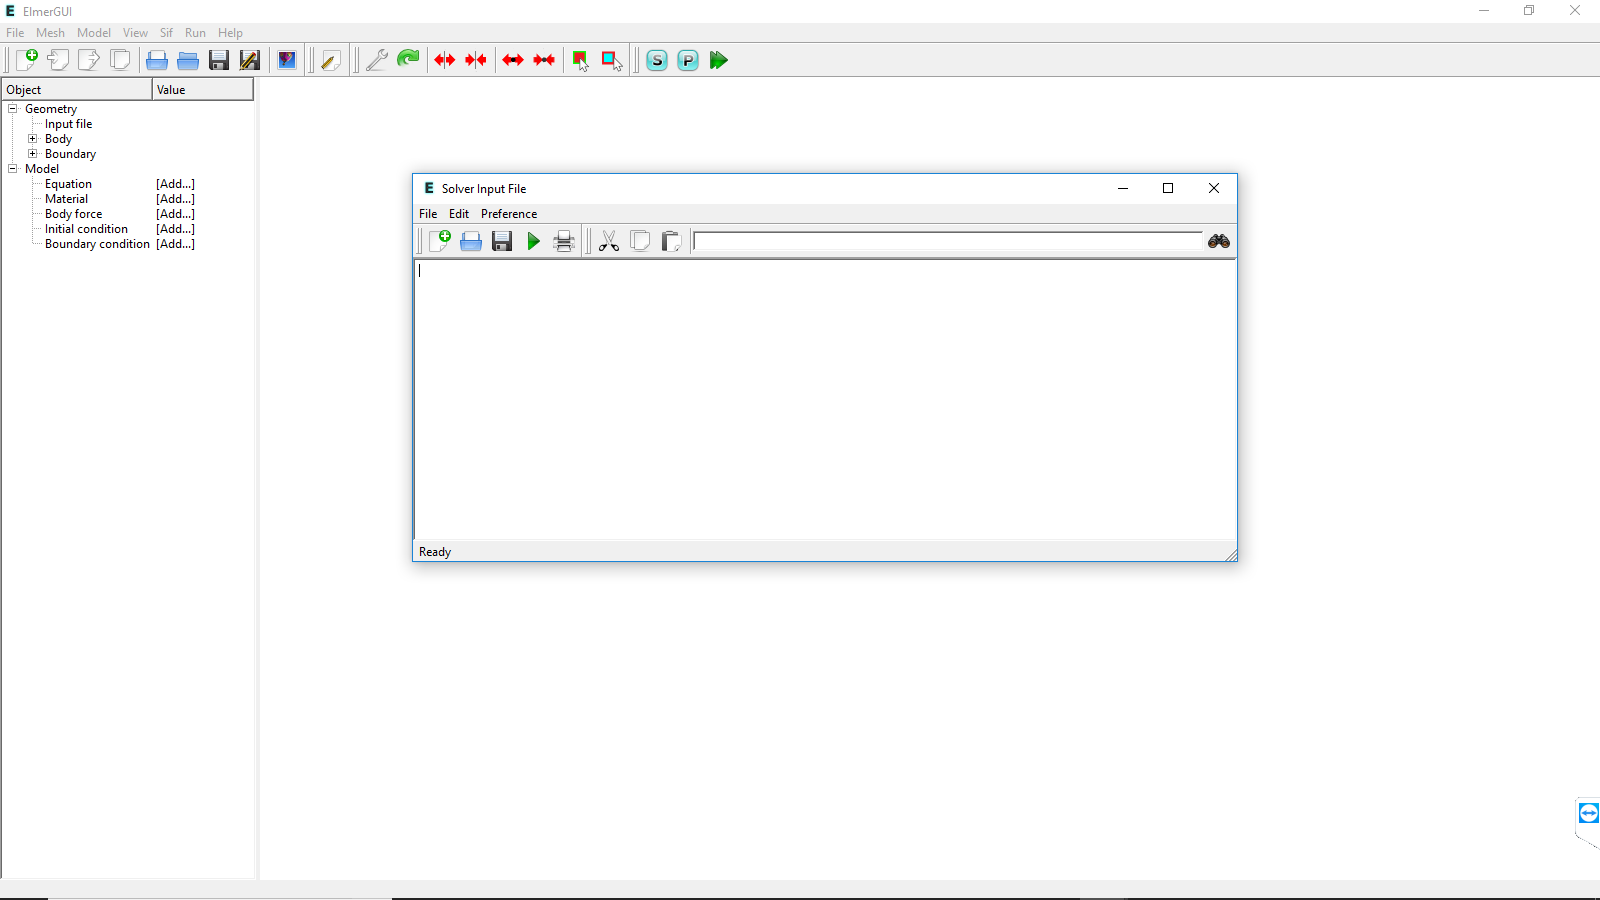 E ElmerGUI
File Mesh Model View Sif Run Help
S P
Object Value
Geometry
Input file
Body
Boundary
Model
Equation [Add...]
Material [Add...]
Body force [Add...]
Initial condition [Add...]
Boundary condition [Add...]
E Solver Input File
File Edit Preference
Ready